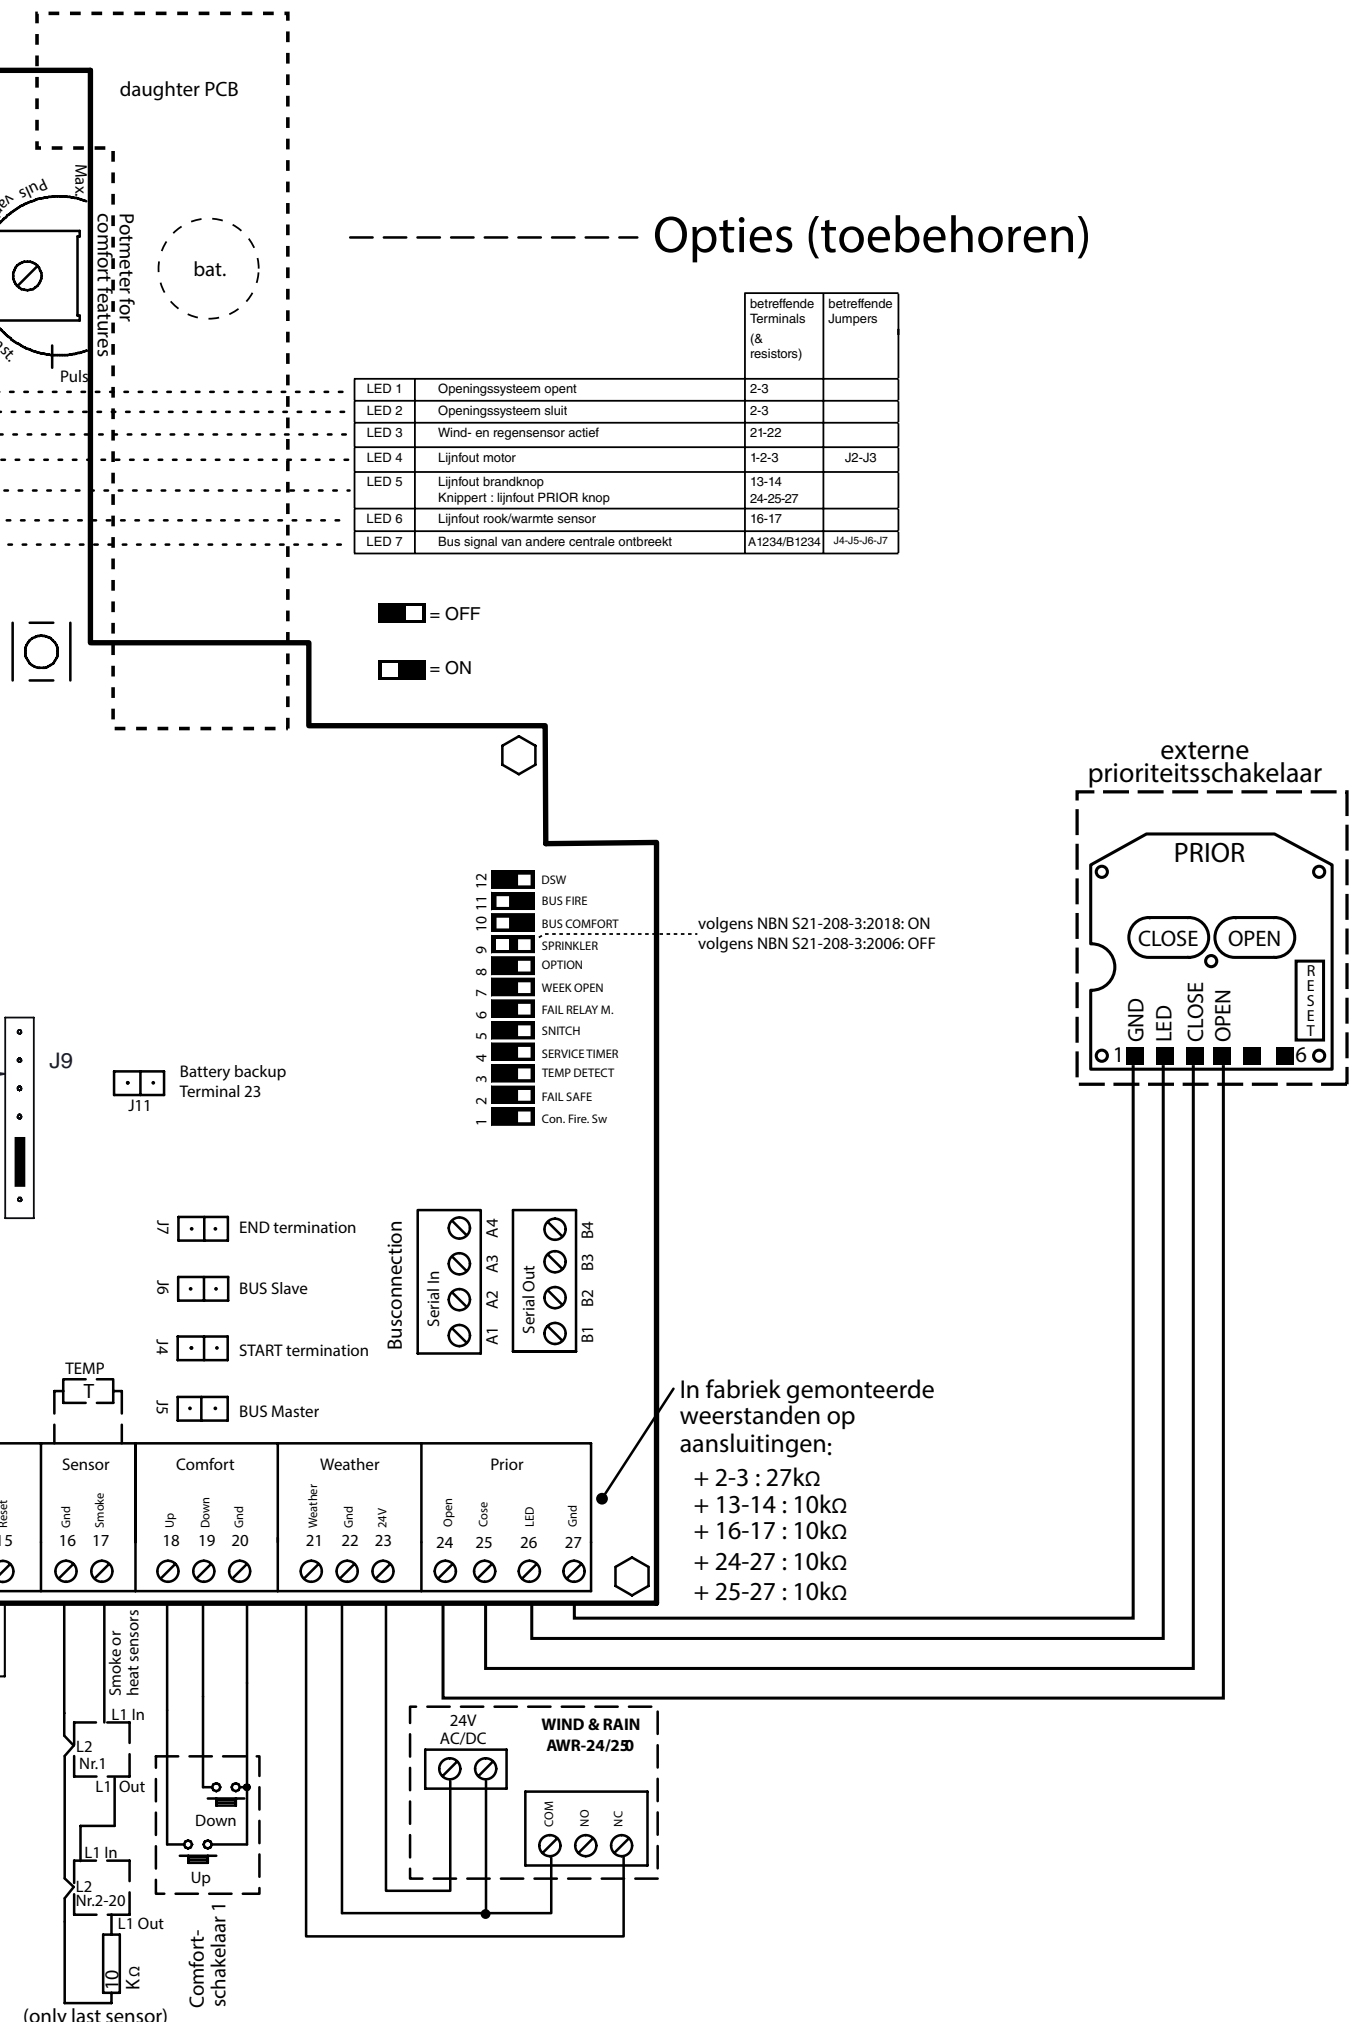 daughter PCB
Max.
Puls
Potmeter for
comfort features
bat.
Puls
Opties (toebehoren)
betreffende Terminals (& resistors)
betreffende Jumpers
LED 1 Openingssysteem opent 2-3
LED 2 Openingssysteem sluit 2-3
LED 3 Wind- en regensensor actief 21-22
LED 4 Lijnfout motor 1-2-3 J2-J3
LED 5 Lijnfout brandknop 13-14
Knippert : lijnfout PRIOR knop 24-25-27
LED 6 Lijnfout rook/warmte sensor 16-17
LED 7 Bus signal van andere centrale ontbreekt A1234/B1234 J4-J5-J6-J7
= OFF
= ON
externe
prioriteitsschakelaar
PRIOR
CLOSE OPEN
RESET
GND
LED
CLOSE
OPEN
1 6
12 DSW
11 BUS FIRE
10 BUS COMFORT
9 SPRINKLER
8 OPTION
7 WEEK OPEN
6 FAIL RELAY M.
5 SNITCH
4 SERVICE TIMER
3 TEMP DETECT
2 FAIL SAFE
1 Con. Fire. Sw
volgens NBN S21-208-3:2018: ON
volgens NBN S21-208-3:2006: OFF
J9
J11
Battery backup
Terminal 23
J7 END termination
J6 BUS Slave
J4 START termination
J5 BUS Master
Busconnection
Serial In
A4
A3
A2
A1
Serial Out
B4
B3
B2
B1
TEMP
T
In fabriek gemonteerde
weerstanden op
aansluitingen:
+ 2-3 : 27kΩ
+ 13-14 : 10kΩ
+ 16-17 : 10kΩ
+ 24-27 : 10kΩ
+ 25-27 : 10kΩ
Sensor Comfort Weather Prior
Reset Gnd Smoke Up Down Gnd Weather Gnd 24V Open Cose LED Gnd
15 16 17 18 19 20 21 22 23 24 25 26 27
Smoke or
heat sensors
L1 In
L2
Nr.1
L1 Out
L1 In
L2
Nr.2-20
L1 Out
10
KΩ
(only last sensor)
Down
Up
Comfort-
schakelaar 1
24V
AC/DC
WIND & RAIN
AWR-24/250
COM NO NC